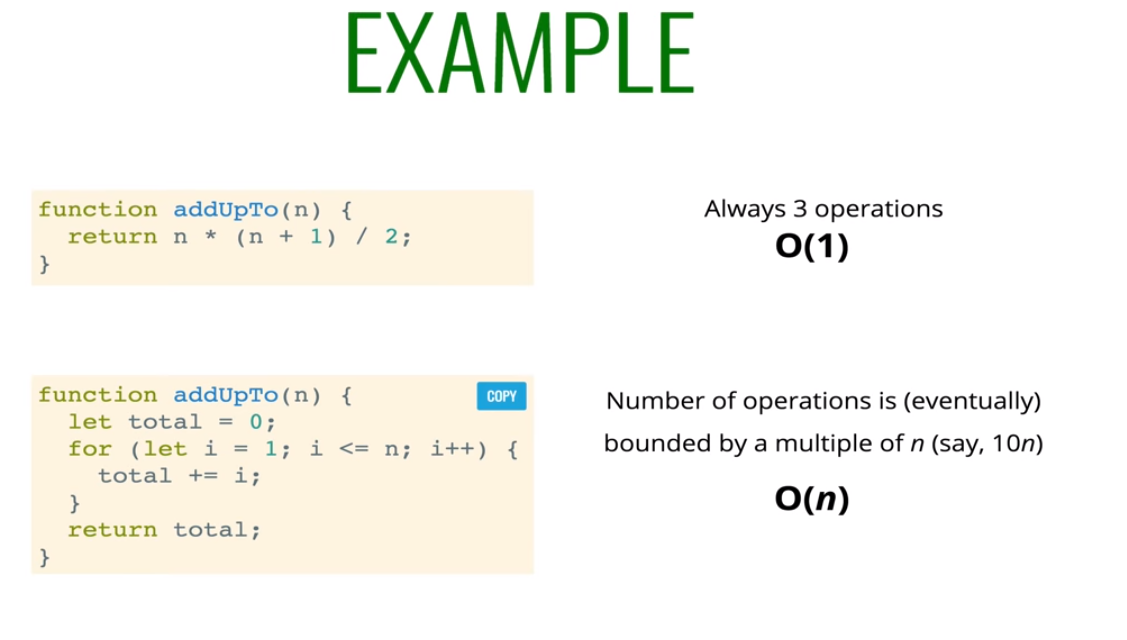 EXAMPLE
function addUpTo(n) {
  return n * (n + 1) / 2;
}
Always 3 operations
O(1)
function addUpTo(n) {
COPY
  let total = 0;
  for (let i = 1; i <= n; i++) {
    total += i;
  }
  return total;
}
Number of operations is (eventually)
bounded by a multiple of n (say, 10n)
O(n)